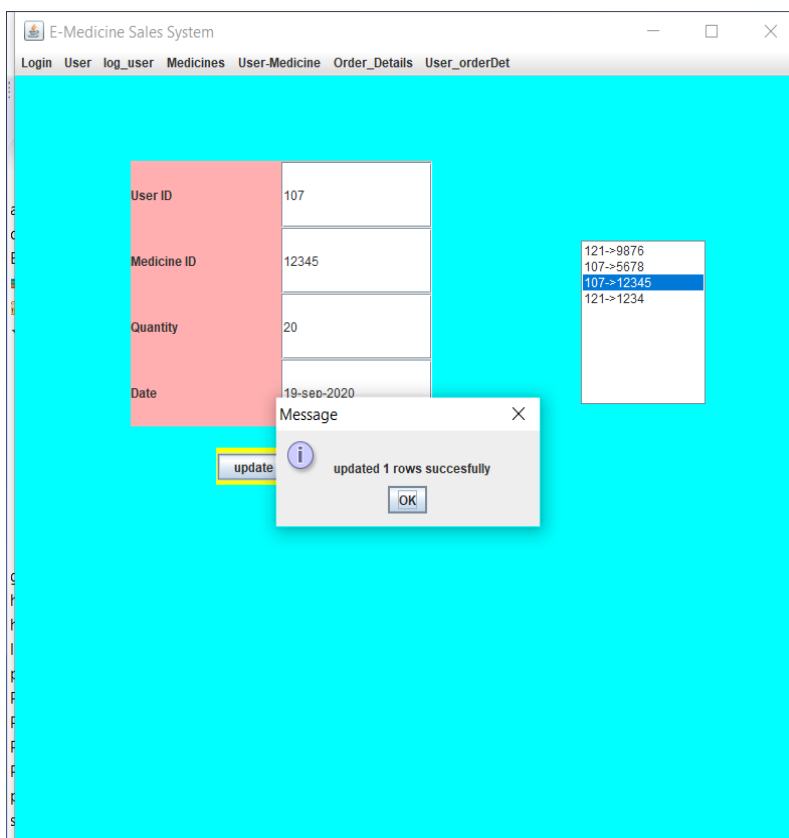 E-Medicine Sales System
Login User log_user Medicines User-Medicine Order_Details User_orderDet
User ID 107
Medicine ID 12345
Quantity 20
Date 19-sep-2020
121->9876
107->5678
107->12345
121->1234
Message
updated 1 rows succesfully
OK
update